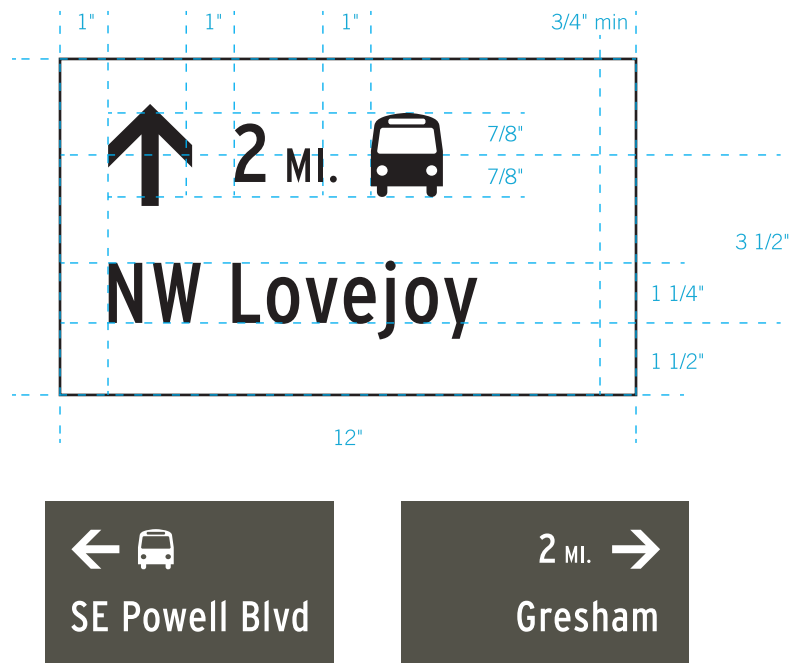 1" 1" 1" 3/4" min
7/8"
2 MI.
7/8"
3 1/2"
NW Lovejoy
1 1/4"
1 1/2"
12"
2 MI.
SE Powell Blvd
Gresham